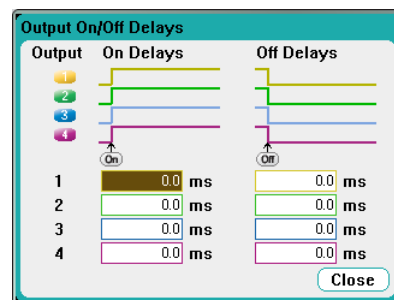 Output On/Off Delays
Output On Delays Off Delays
1
2
3
4
On Off
1 0.0 ms 0.0 ms
2 0.0 ms 0.0 ms
3 0.0 ms 0.0 ms
4 0.0 ms 0.0 ms
Close